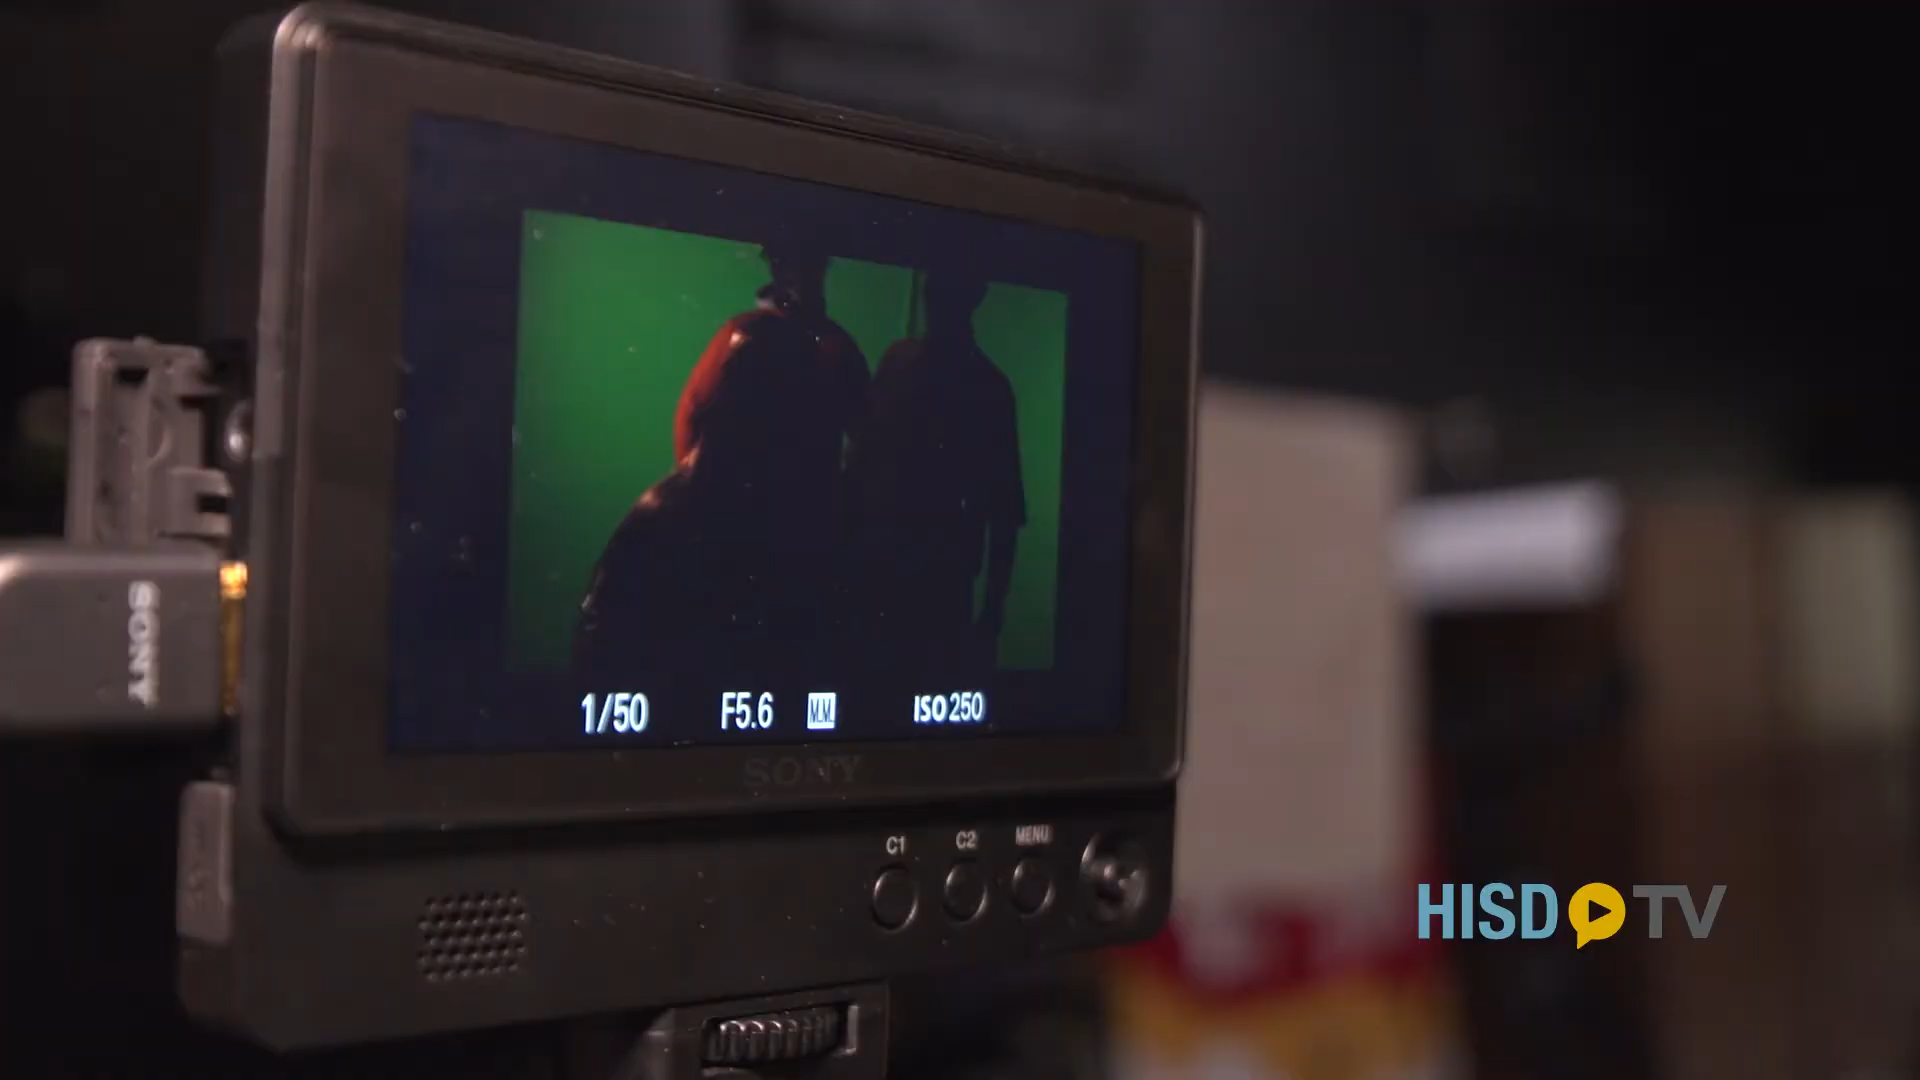 SONY
1/50 F5.6 M.M. ISO 250
SONY
C1 C2 MENU
HISD TV